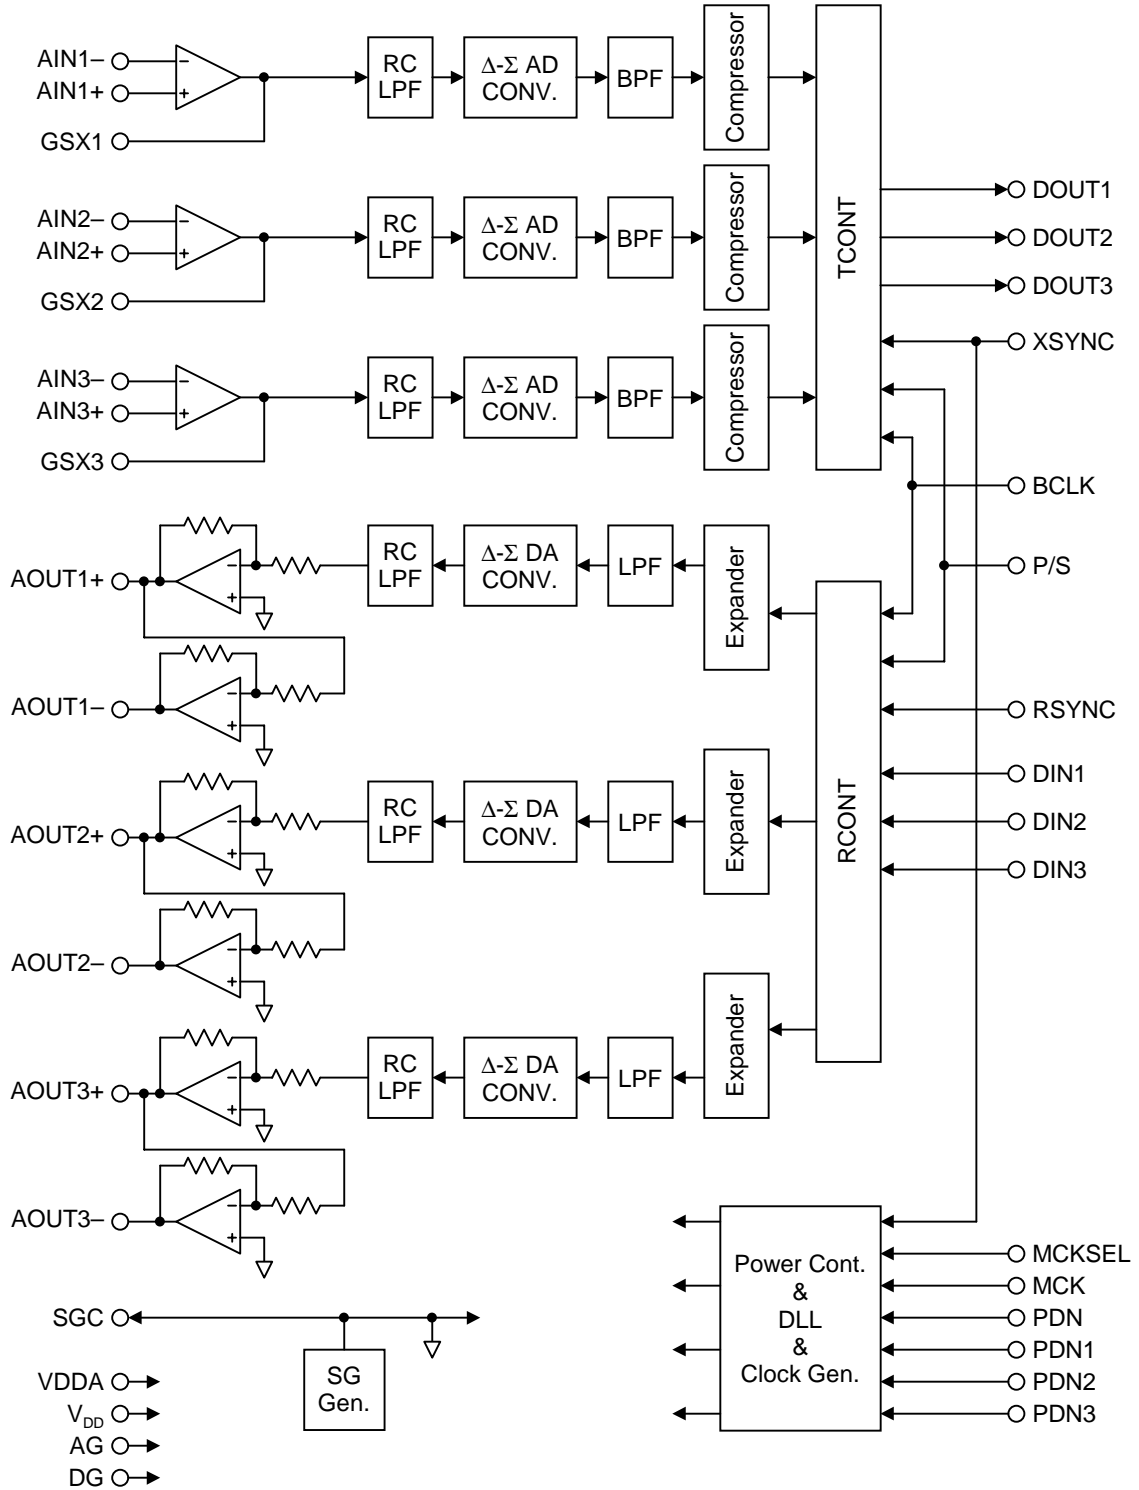 AIN1–
AIN1+
GSX1
−
+
RC
LPF
Δ-Σ AD
CONV.
BPF
Compressor
AIN2–
AIN2+
GSX2
−
+
RC
LPF
Δ-Σ AD
CONV.
BPF
Compressor
AIN3–
AIN3+
GSX3
−
+
RC
LPF
Δ-Σ AD
CONV.
BPF
Compressor
TCONT
DOUT1
DOUT2
DOUT3
XSYNC
BCLK
P/S
AOUT1+
−
+
RC
LPF
Δ-Σ DA
CONV.
LPF
Expander
AOUT1–
−
+
AOUT2+
−
+
RC
LPF
Δ-Σ DA
CONV.
LPF
Expander
AOUT2–
−
+
AOUT3+
−
+
RC
LPF
Δ-Σ DA
CONV.
LPF
Expander
AOUT3–
−
+
RCONT
RSYNC
DIN1
DIN2
DIN3
Power Cont.
&
DLL
&
Clock Gen.
MCKSEL
MCK
PDN
PDN1
PDN2
PDN3
SGC
SG
Gen.
VDDA
VDD
AG
DG